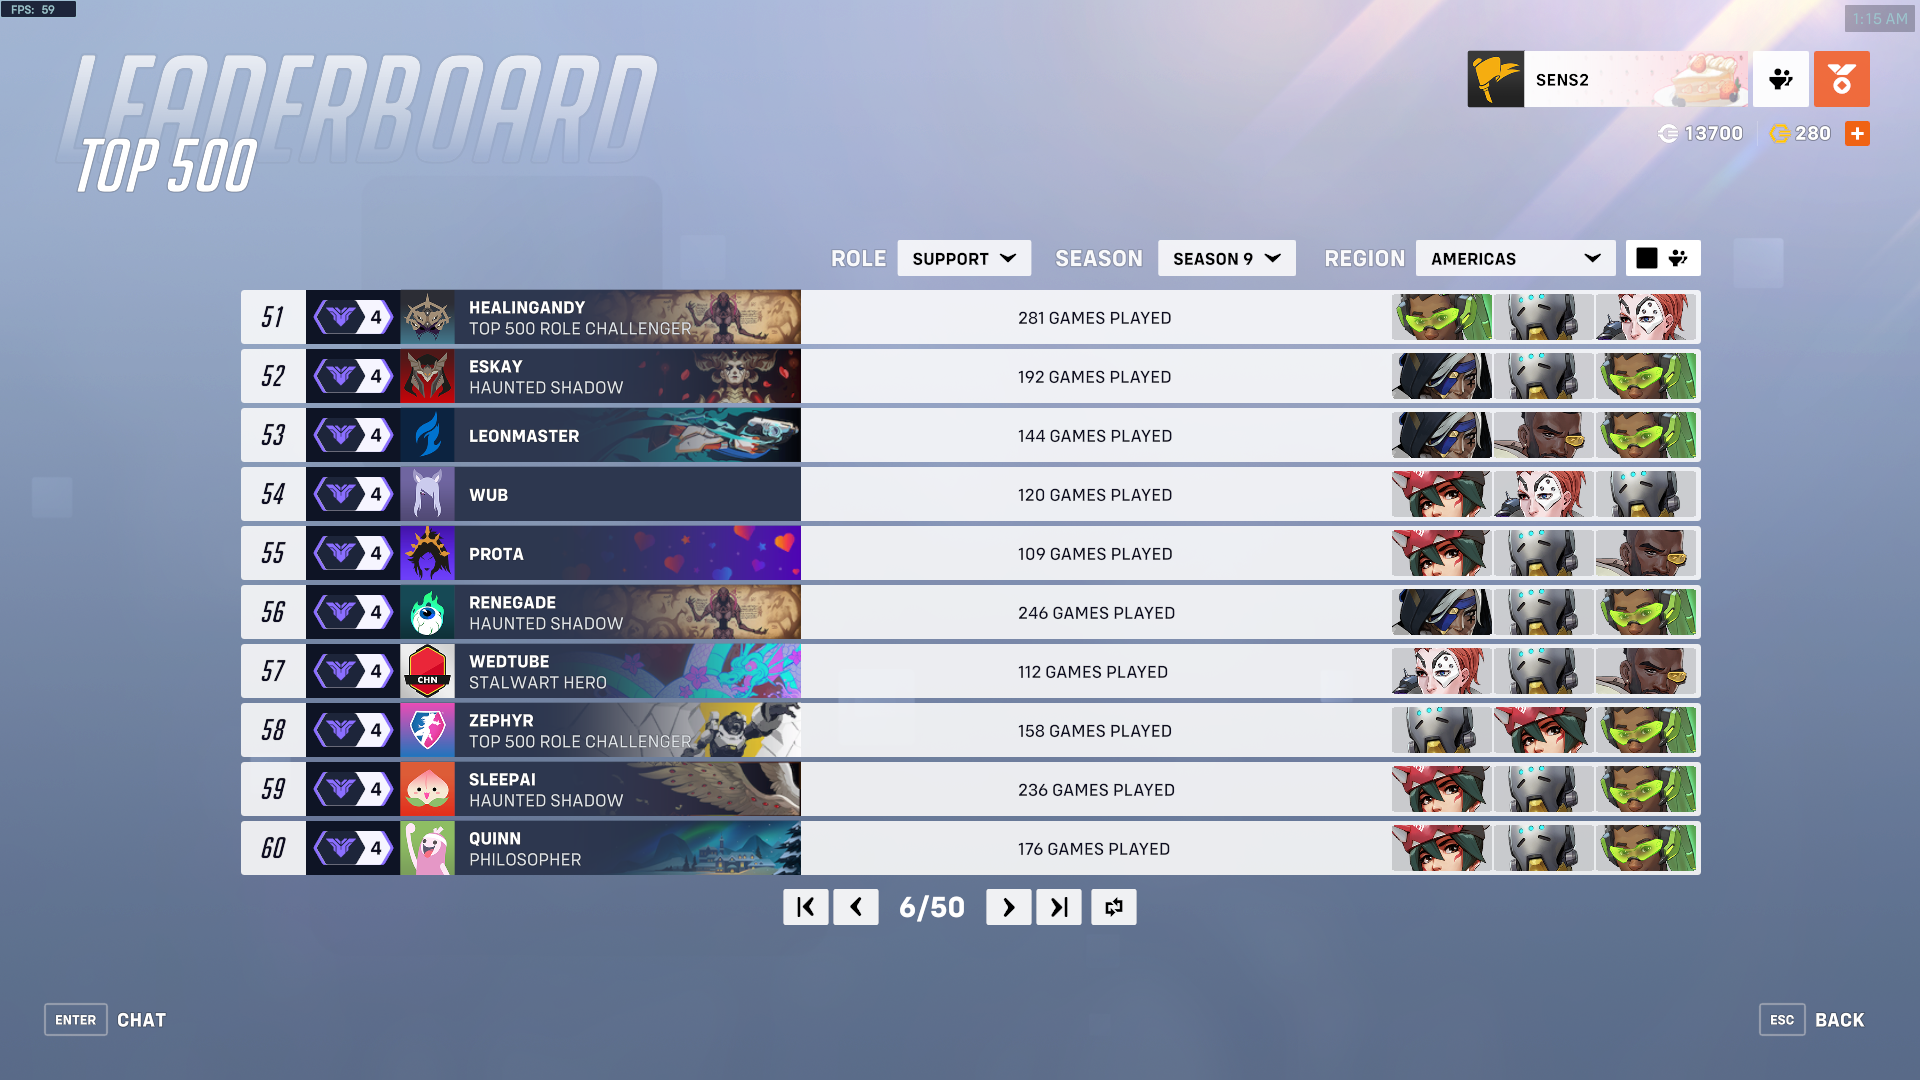 FPS: 59
1:15 AM
LEADERBOARD
TOP 500
SENS2
13700
280
ROLE SUPPORT SEASON SEASON 9 REGION AMERICAS
51 4 HEALINGANDY 281 GAMES PLAYED
TOP 500 ROLE CHALLENGER
52 4 ESKAY 192 GAMES PLAYED
HAUNTED SHADOW
53 4 LEONMASTER 144 GAMES PLAYED
54 4 WUB 120 GAMES PLAYED
55 4 PROTA 109 GAMES PLAYED
56 4 RENEGADE 246 GAMES PLAYED
HAUNTED SHADOW
57 4 CHN WEDTUBE 112 GAMES PLAYED
STALWART HERO
58 4 ZEPHYR 158 GAMES PLAYED
TOP 500 ROLE CHALLENGER
59 4 SLEEPAI 236 GAMES PLAYED
HAUNTED SHADOW
60 4 QUINN 176 GAMES PLAYED
PHILOSOPHER
6/50
ENTER CHAT
ESC BACK